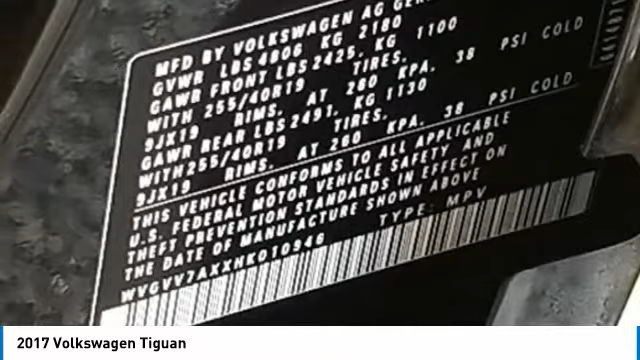 MFD BY VOLKSWAGEN AG GER
GVWR LBS 4806 KG 2180
GAWR FRONT LBS 2425, KG 1100
WITH 255/40R19 TIRES,
9JX19 RIMS, AT 260 KPA, 38 PSI COLD
GAWR REAR LBS 2491, KG 1130
WITH 255/40R19 TIRES,
9JX19 RIMS, AT 260 KPA, 38 PSI COLD
THIS VEHICLE CONFORMS TO ALL APPLICABLE
U.S. FEDERAL MOTOR VEHICLE SAFETY AND
THEFT PREVENTION STANDARDS IN EFFECT ON
THE DATE OF MANUFACTURE SHOWN ABOVE
WVGVV7AXXHK010946 TYPE: MPV
2017 Volkswagen Tiguan